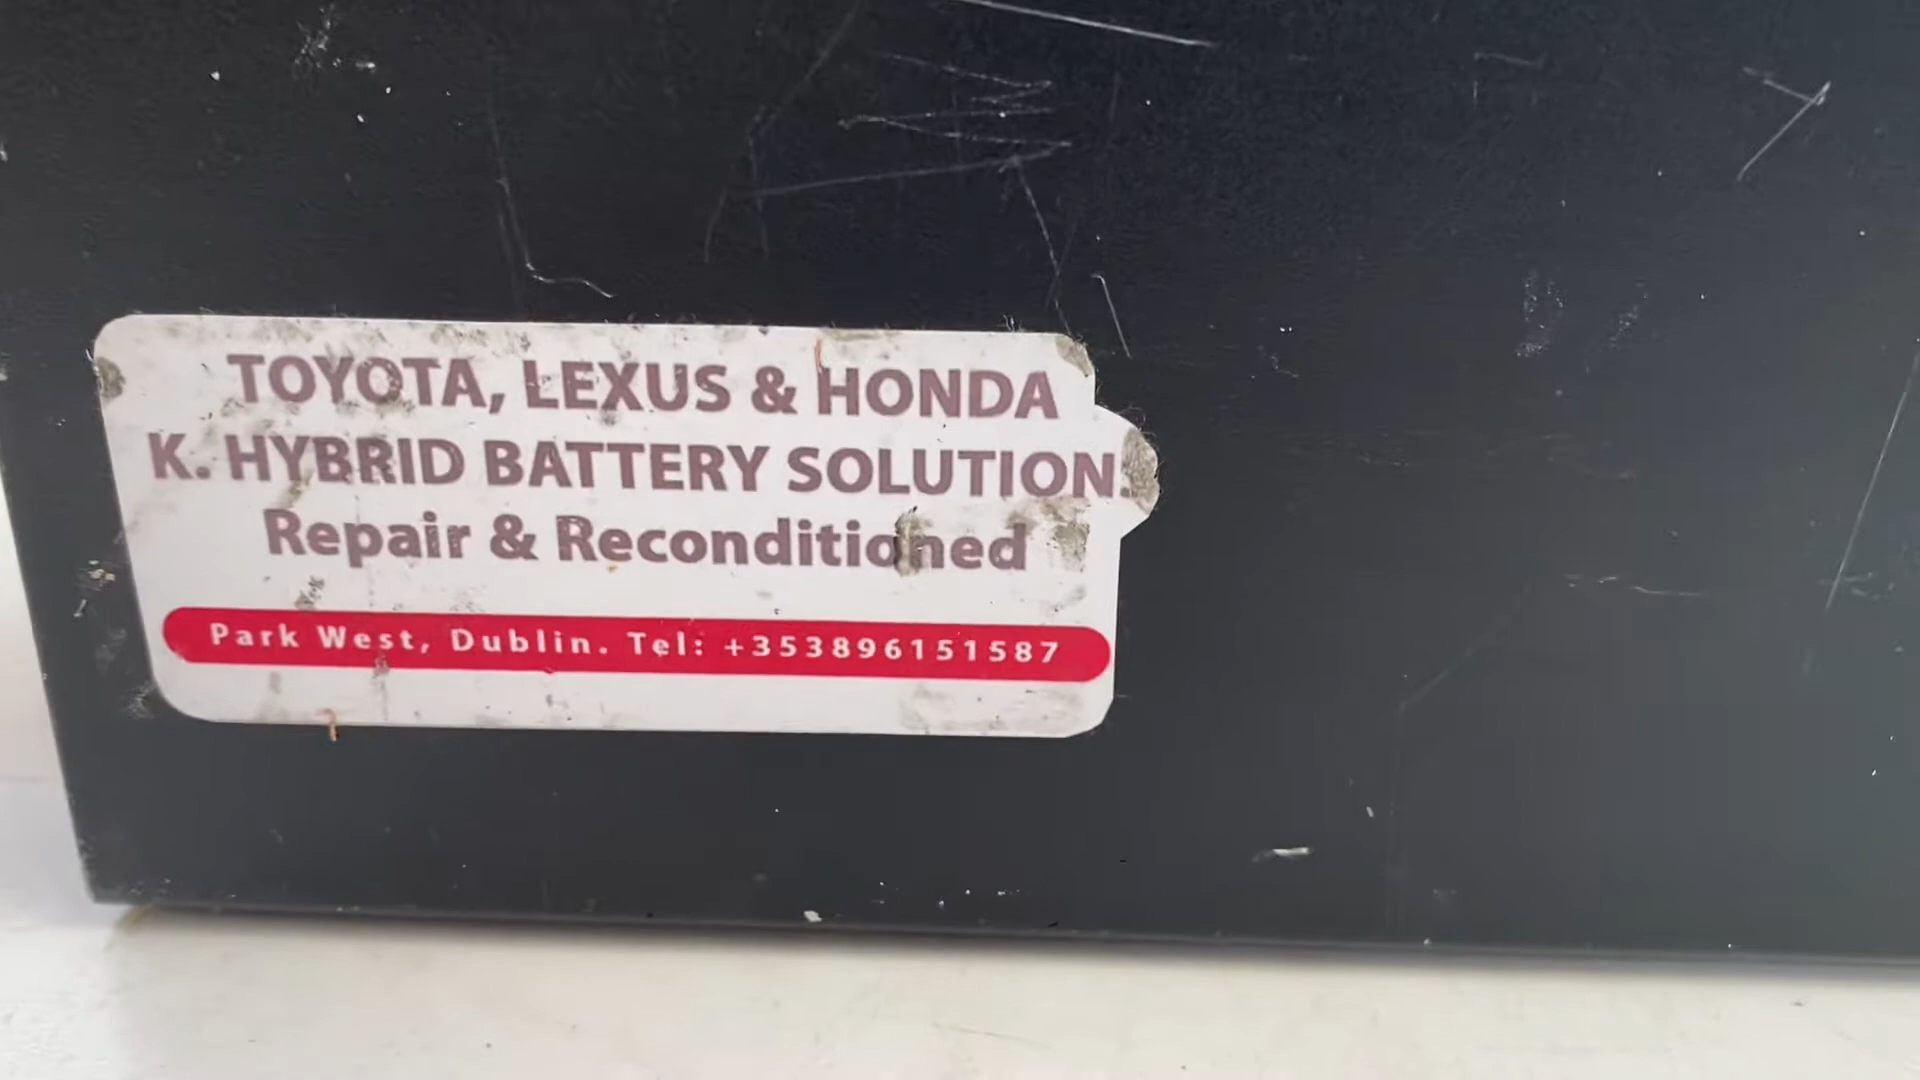 TOYOTA, LEXUS & HONDA
K. HYBRID BATTERY SOLUTION.
Repair & Reconditioned
Park West, Dublin. Tel: +353896151587